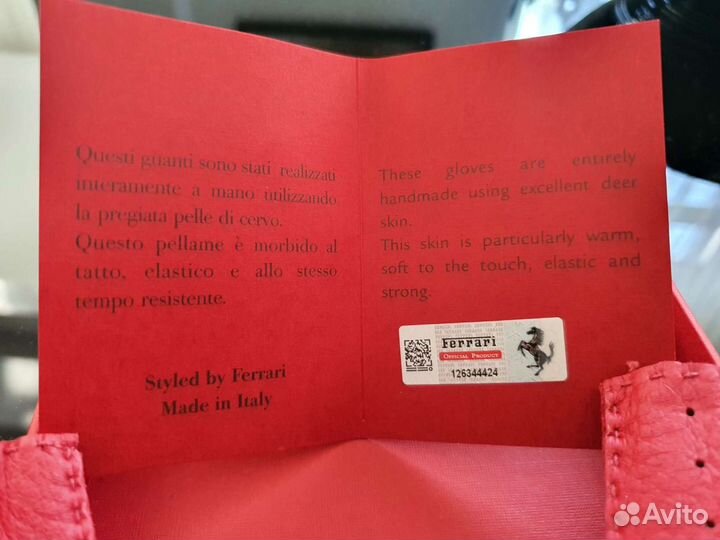 Questi guanti sono stati realizzati
interamente a mano utilizzando
la pregiata pelle di cervo.
Questo pellame è morbido al
tatto, elastico e allo stesso
tempo resistente.
Styled by Ferrari
Made in Italy
These gloves are entirely
handmade using excellent deer
skin.
This skin is particularly warm,
soft to the touch, elastic and
strong.
Ferrari
OFFICIAL PRODUCT
126344424
Avito